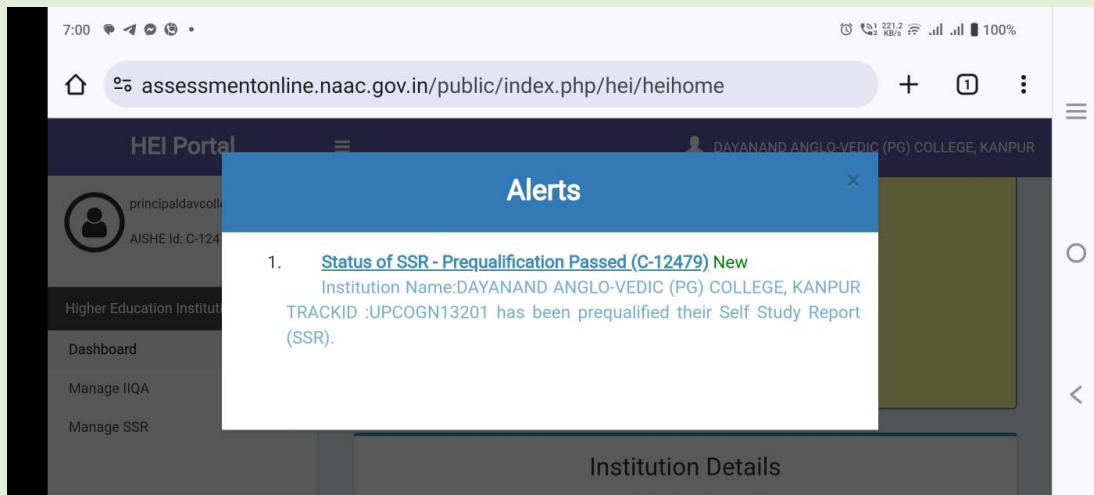 7:00
221.2 KB/s 100%
assessmentonline.naac.gov.in/public/index.php/hei/heihome
1
HEI Portal
DAYANAND ANGLO-VEDIC (PG) COLLEGE, KANPUR
principaldavcoll
AISHE Id: C-124
Alerts
×
1. Status of SSR - Prequalification Passed (C-12479) New
Institution Name:DAYANAND ANGLO-VEDIC (PG) COLLEGE, KANPUR
TRACKID :UPCOGN13201 has been prequalified their Self Study Report
(SSR).
Higher Education Instituti
Dashboard
Manage IIQA
Manage SSR
Institution Details